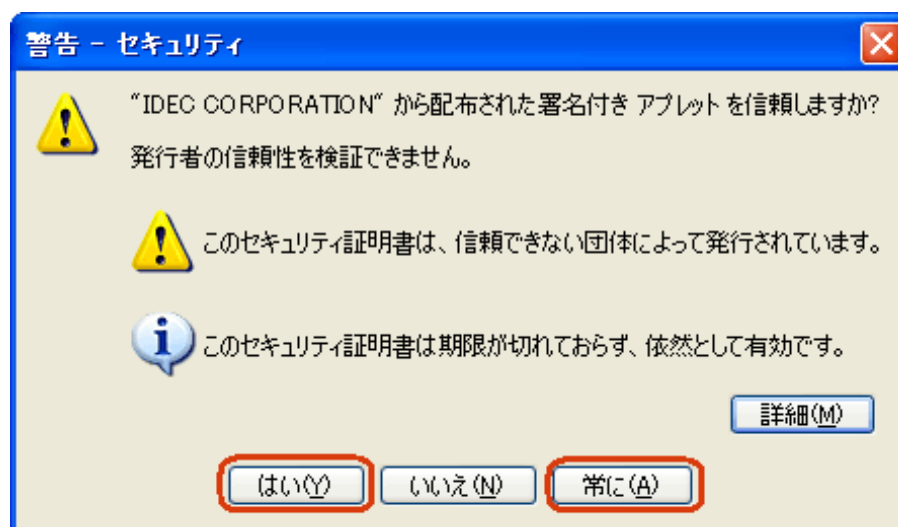 警告 - セキュリティ
"IDEC CORPORATION" から配布された署名付き アプレット を信頼しますか?
発行者の信頼性を検証できません。
このセキュリティ証明書は、信頼できない団体によって発行されています。
このセキュリティ証明書は期限が切れておらず、依然として有効です。
詳細(M)
はい(Y) いいえ(N) 常に(A)